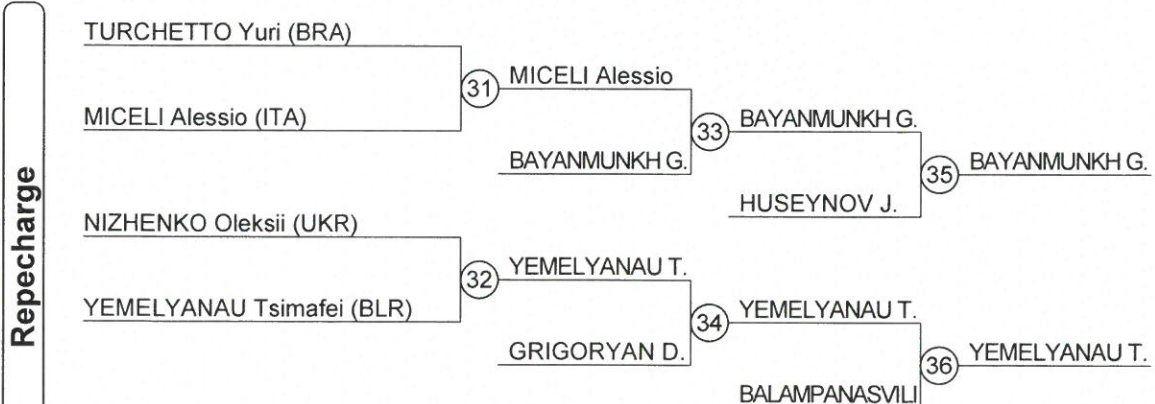 Repecharge
TURCHETTO Yuri (BRA)
MICELI Alessio (ITA)
31
MICELI Alessio
BAYANMUNKH G.
33
BAYANMUNKH G.
HUSEYNOV J.
35
BAYANMUNKH G.
NIZHENKO Oleksii (UKR)
YEMELYANAU Tsimafei (BLR)
32
YEMELYANAU T.
GRIGORYAN D.
34
YEMELYANAU T.
BALAMPANASVILI
36
YEMELYANAU T.